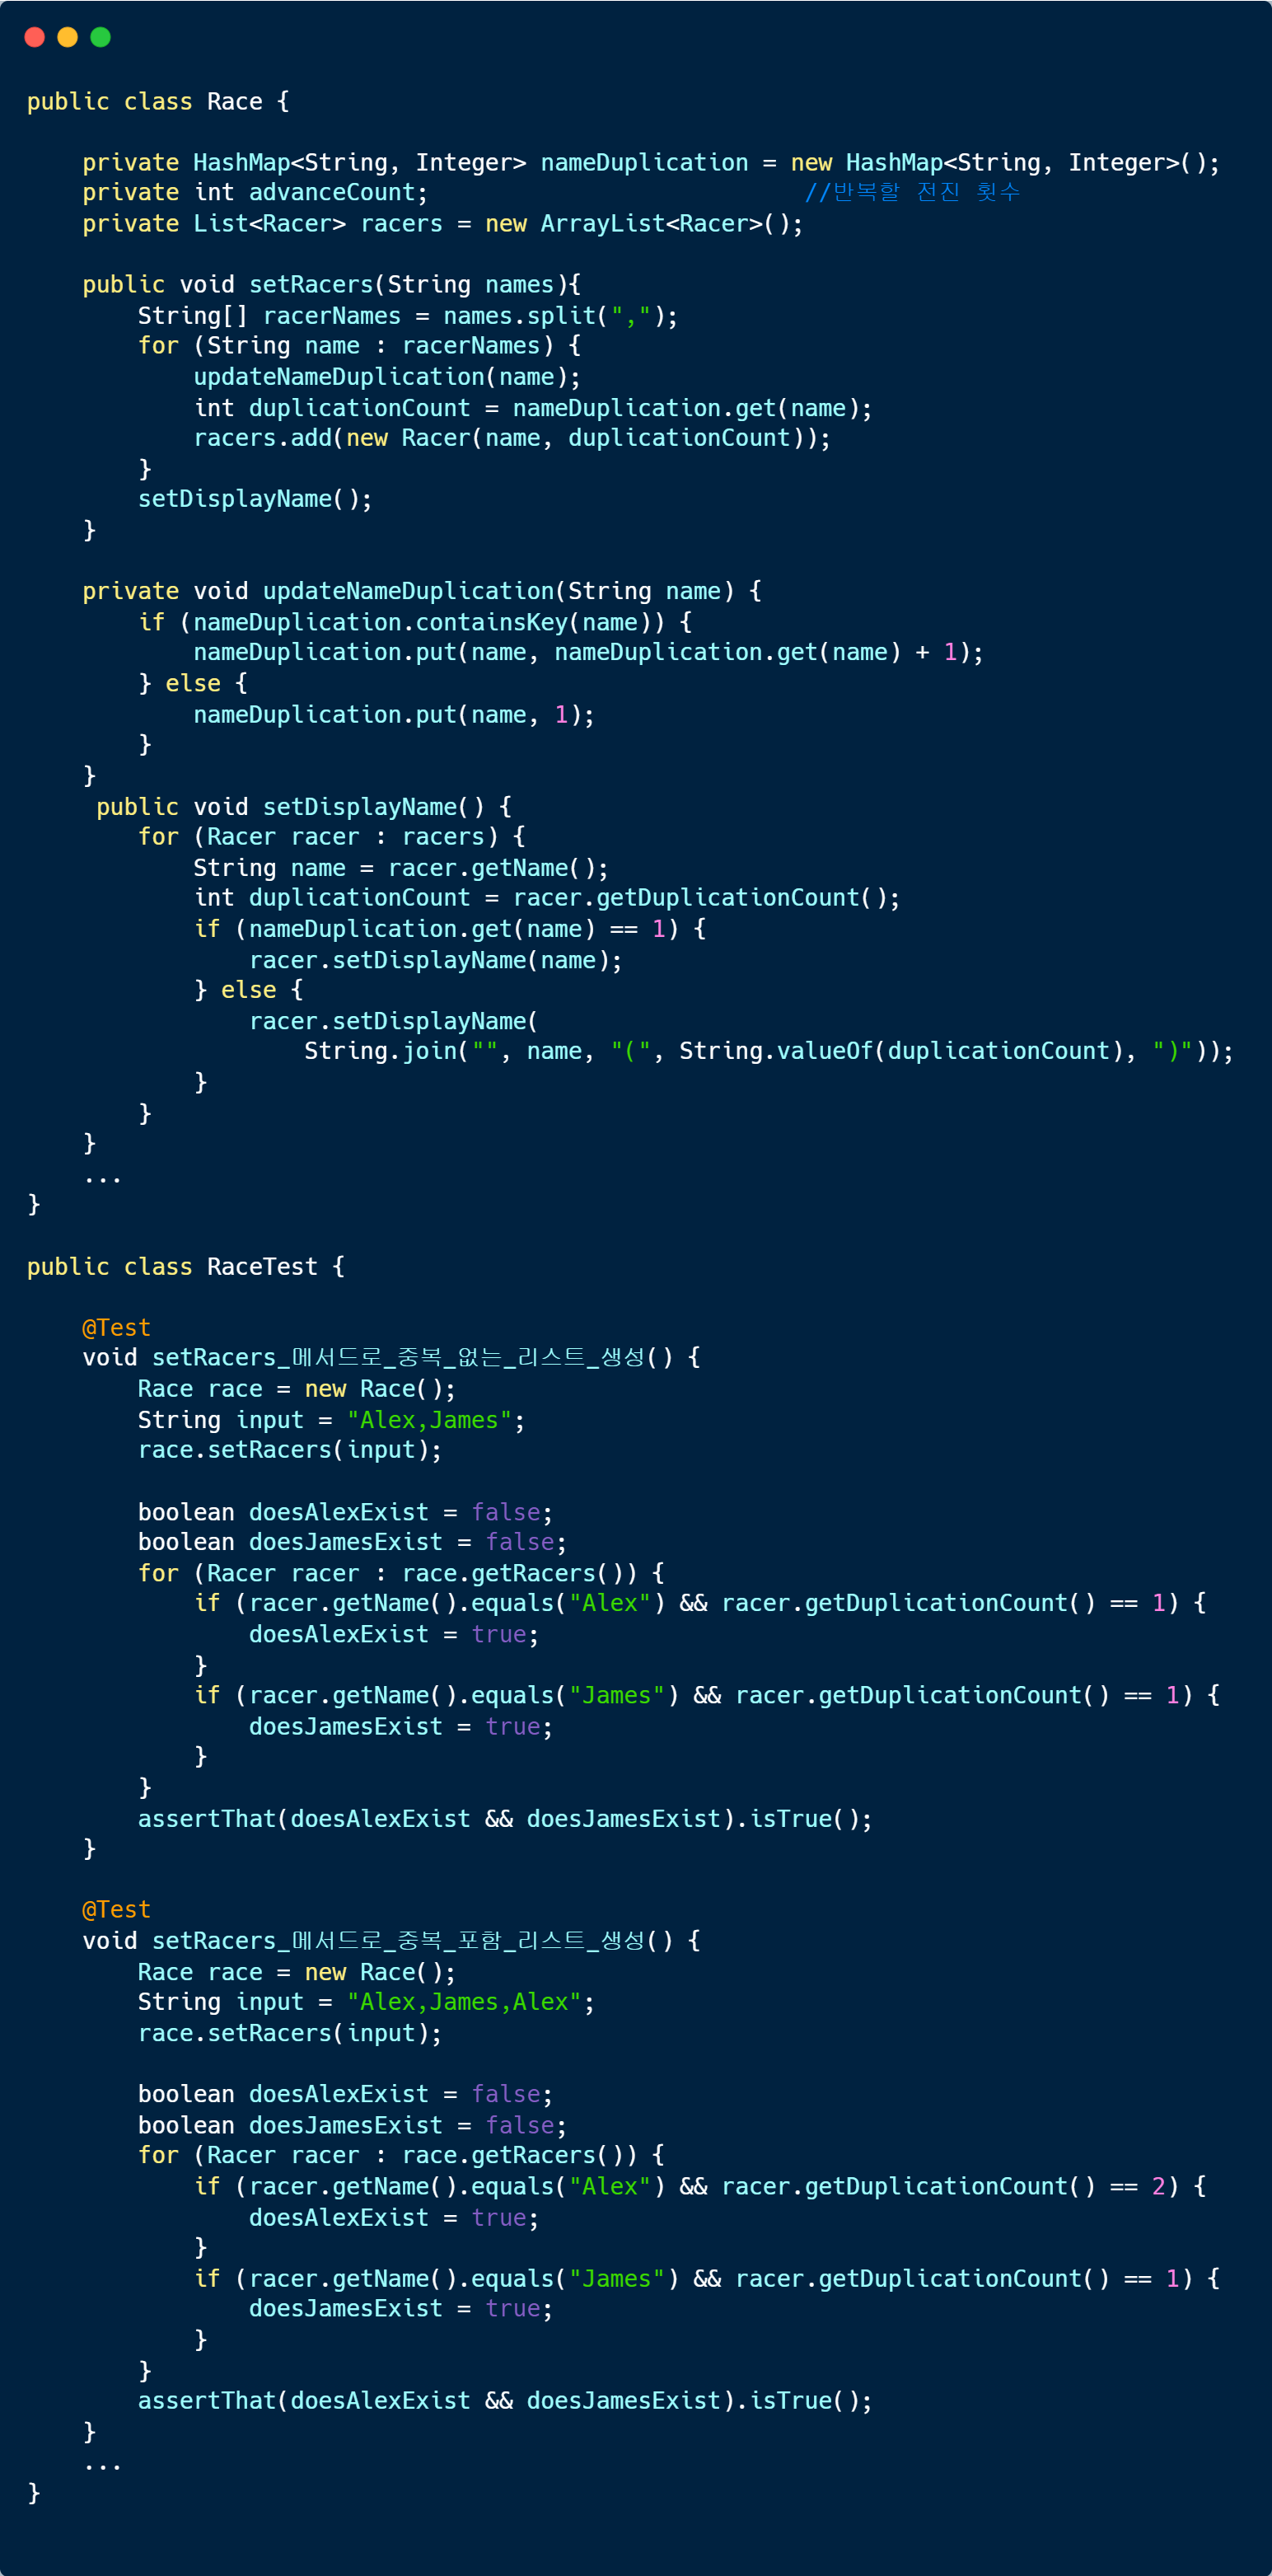 public class Race {

    private HashMap<String, Integer> nameDuplication = new HashMap<String, Integer>();
    private int advanceCount;                           //반복할 전진 횟수
    private List<Racer> racers = new ArrayList<Racer>();

    public void setRacers(String names){
        String[] racerNames = names.split(",");
        for (String name : racerNames) {
            updateNameDuplication(name);
            int duplicationCount = nameDuplication.get(name);
            racers.add(new Racer(name, duplicationCount));
        }
        setDisplayName();
    }

    private void updateNameDuplication(String name) {
        if (nameDuplication.containsKey(name)) {
            nameDuplication.put(name, nameDuplication.get(name) + 1);
        } else {
            nameDuplication.put(name, 1);
        }
    }
     public void setDisplayName() {
        for (Racer racer : racers) {
            String name = racer.getName();
            int duplicationCount = racer.getDuplicationCount();
            if (nameDuplication.get(name) == 1) {
                racer.setDisplayName(name);
            } else {
                racer.setDisplayName(
                    String.join("", name, "(", String.valueOf(duplicationCount), ")"));
            }
        }
    }
    ...
}

public class RaceTest {

    @Test
    void setRacers_메서드로_중복_없는_리스트_생성() {
        Race race = new Race();
        String input = "Alex,James";
        race.setRacers(input);

        boolean doesAlexExist = false;
        boolean doesJamesExist = false;
        for (Racer racer : race.getRacers()) {
            if (racer.getName().equals("Alex") && racer.getDuplicationCount() == 1) {
                doesAlexExist = true;
            }
            if (racer.getName().equals("James") && racer.getDuplicationCount() == 1) {
                doesJamesExist = true;
            }
        }
        assertThat(doesAlexExist && doesJamesExist).isTrue();
    }

    @Test
    void setRacers_메서드로_중복_포함_리스트_생성() {
        Race race = new Race();
        String input = "Alex,James,Alex";
        race.setRacers(input);

        boolean doesAlexExist = false;
        boolean doesJamesExist = false;
        for (Racer racer : race.getRacers()) {
            if (racer.getName().equals("Alex") && racer.getDuplicationCount() == 2) {
                doesAlexExist = true;
            }
            if (racer.getName().equals("James") && racer.getDuplicationCount() == 1) {
                doesJamesExist = true;
            }
        }
        assertThat(doesAlexExist && doesJamesExist).isTrue();
    }
    ...
}